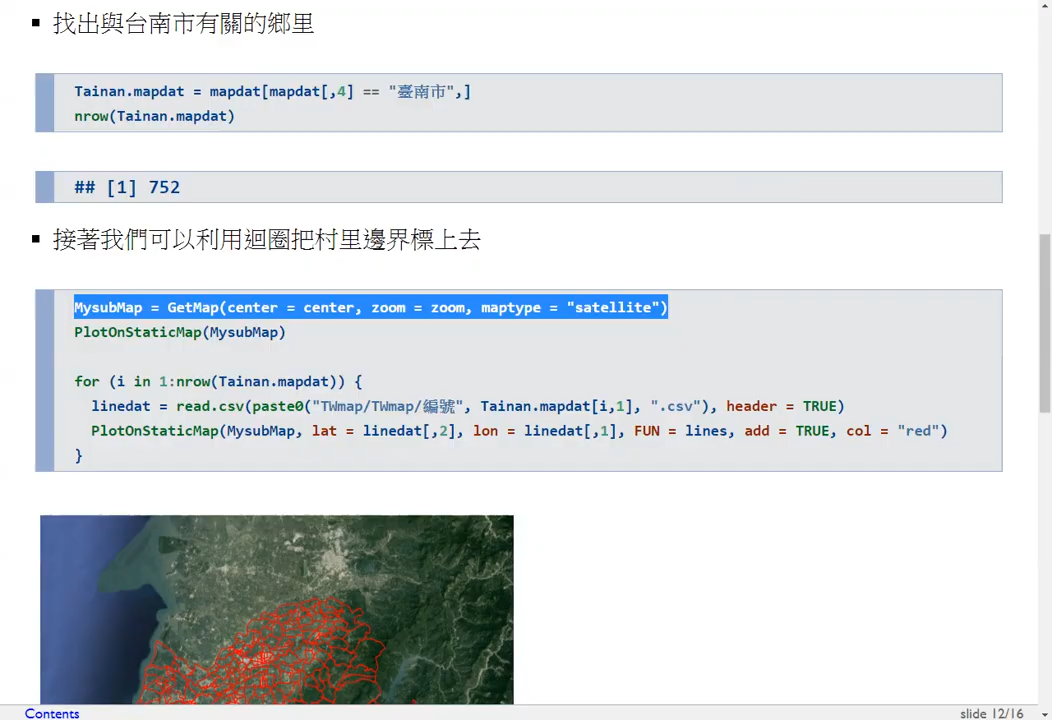 ▪ 找出與台南市有關的鄉里
Tainan.mapdat = mapdat[mapdat[,4] == "臺南市",]
nrow(Tainan.mapdat)
## [1] 752
▪ 接著我們可以利用迴圈把村里邊界標上去
MysubMap = GetMap(center = center, zoom = zoom, maptype = "satellite")
PlotOnStaticMap(MysubMap)
for (i in 1:nrow(Tainan.mapdat)) {
linedat = read.csv(paste0("TWmap/TWmap/編號", Tainan.mapdat[i,1], ".csv"), header = TRUE)
PlotOnStaticMap(MysubMap, lat = linedat[,2], lon = linedat[,1], FUN = lines, add = TRUE, col = "red")
}
Contents
slide 12/16